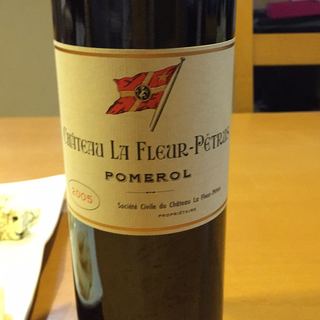 CHÂTEAU LA FLEUR-PÉTRUS
POMEROL
2005
Société Civile du Château La Fleur-Pétrus
PROPRIÉTAIRE